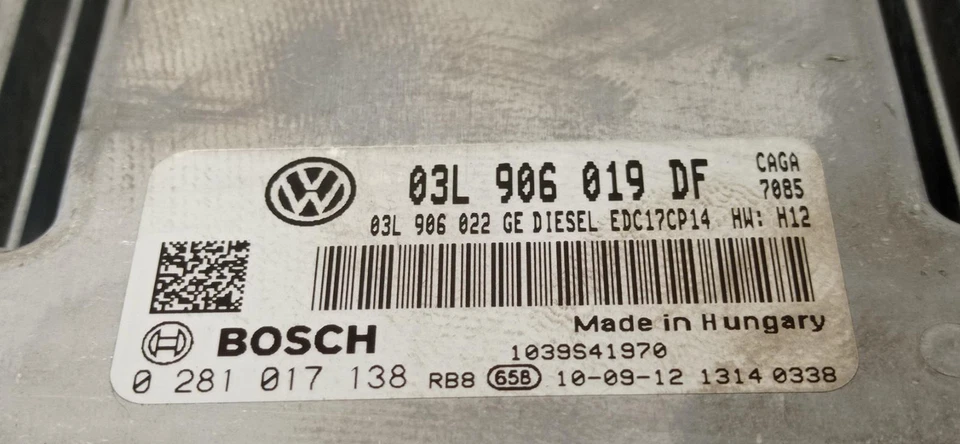 03L 906 019 DF CAGA
7085
03L 906 022 GE DIESEL EDC17CP14 HW: H12
Made in Hungary
BOSCH 1039S41970
0 281 017 138 RB8 658 10-09-12 1314 0338